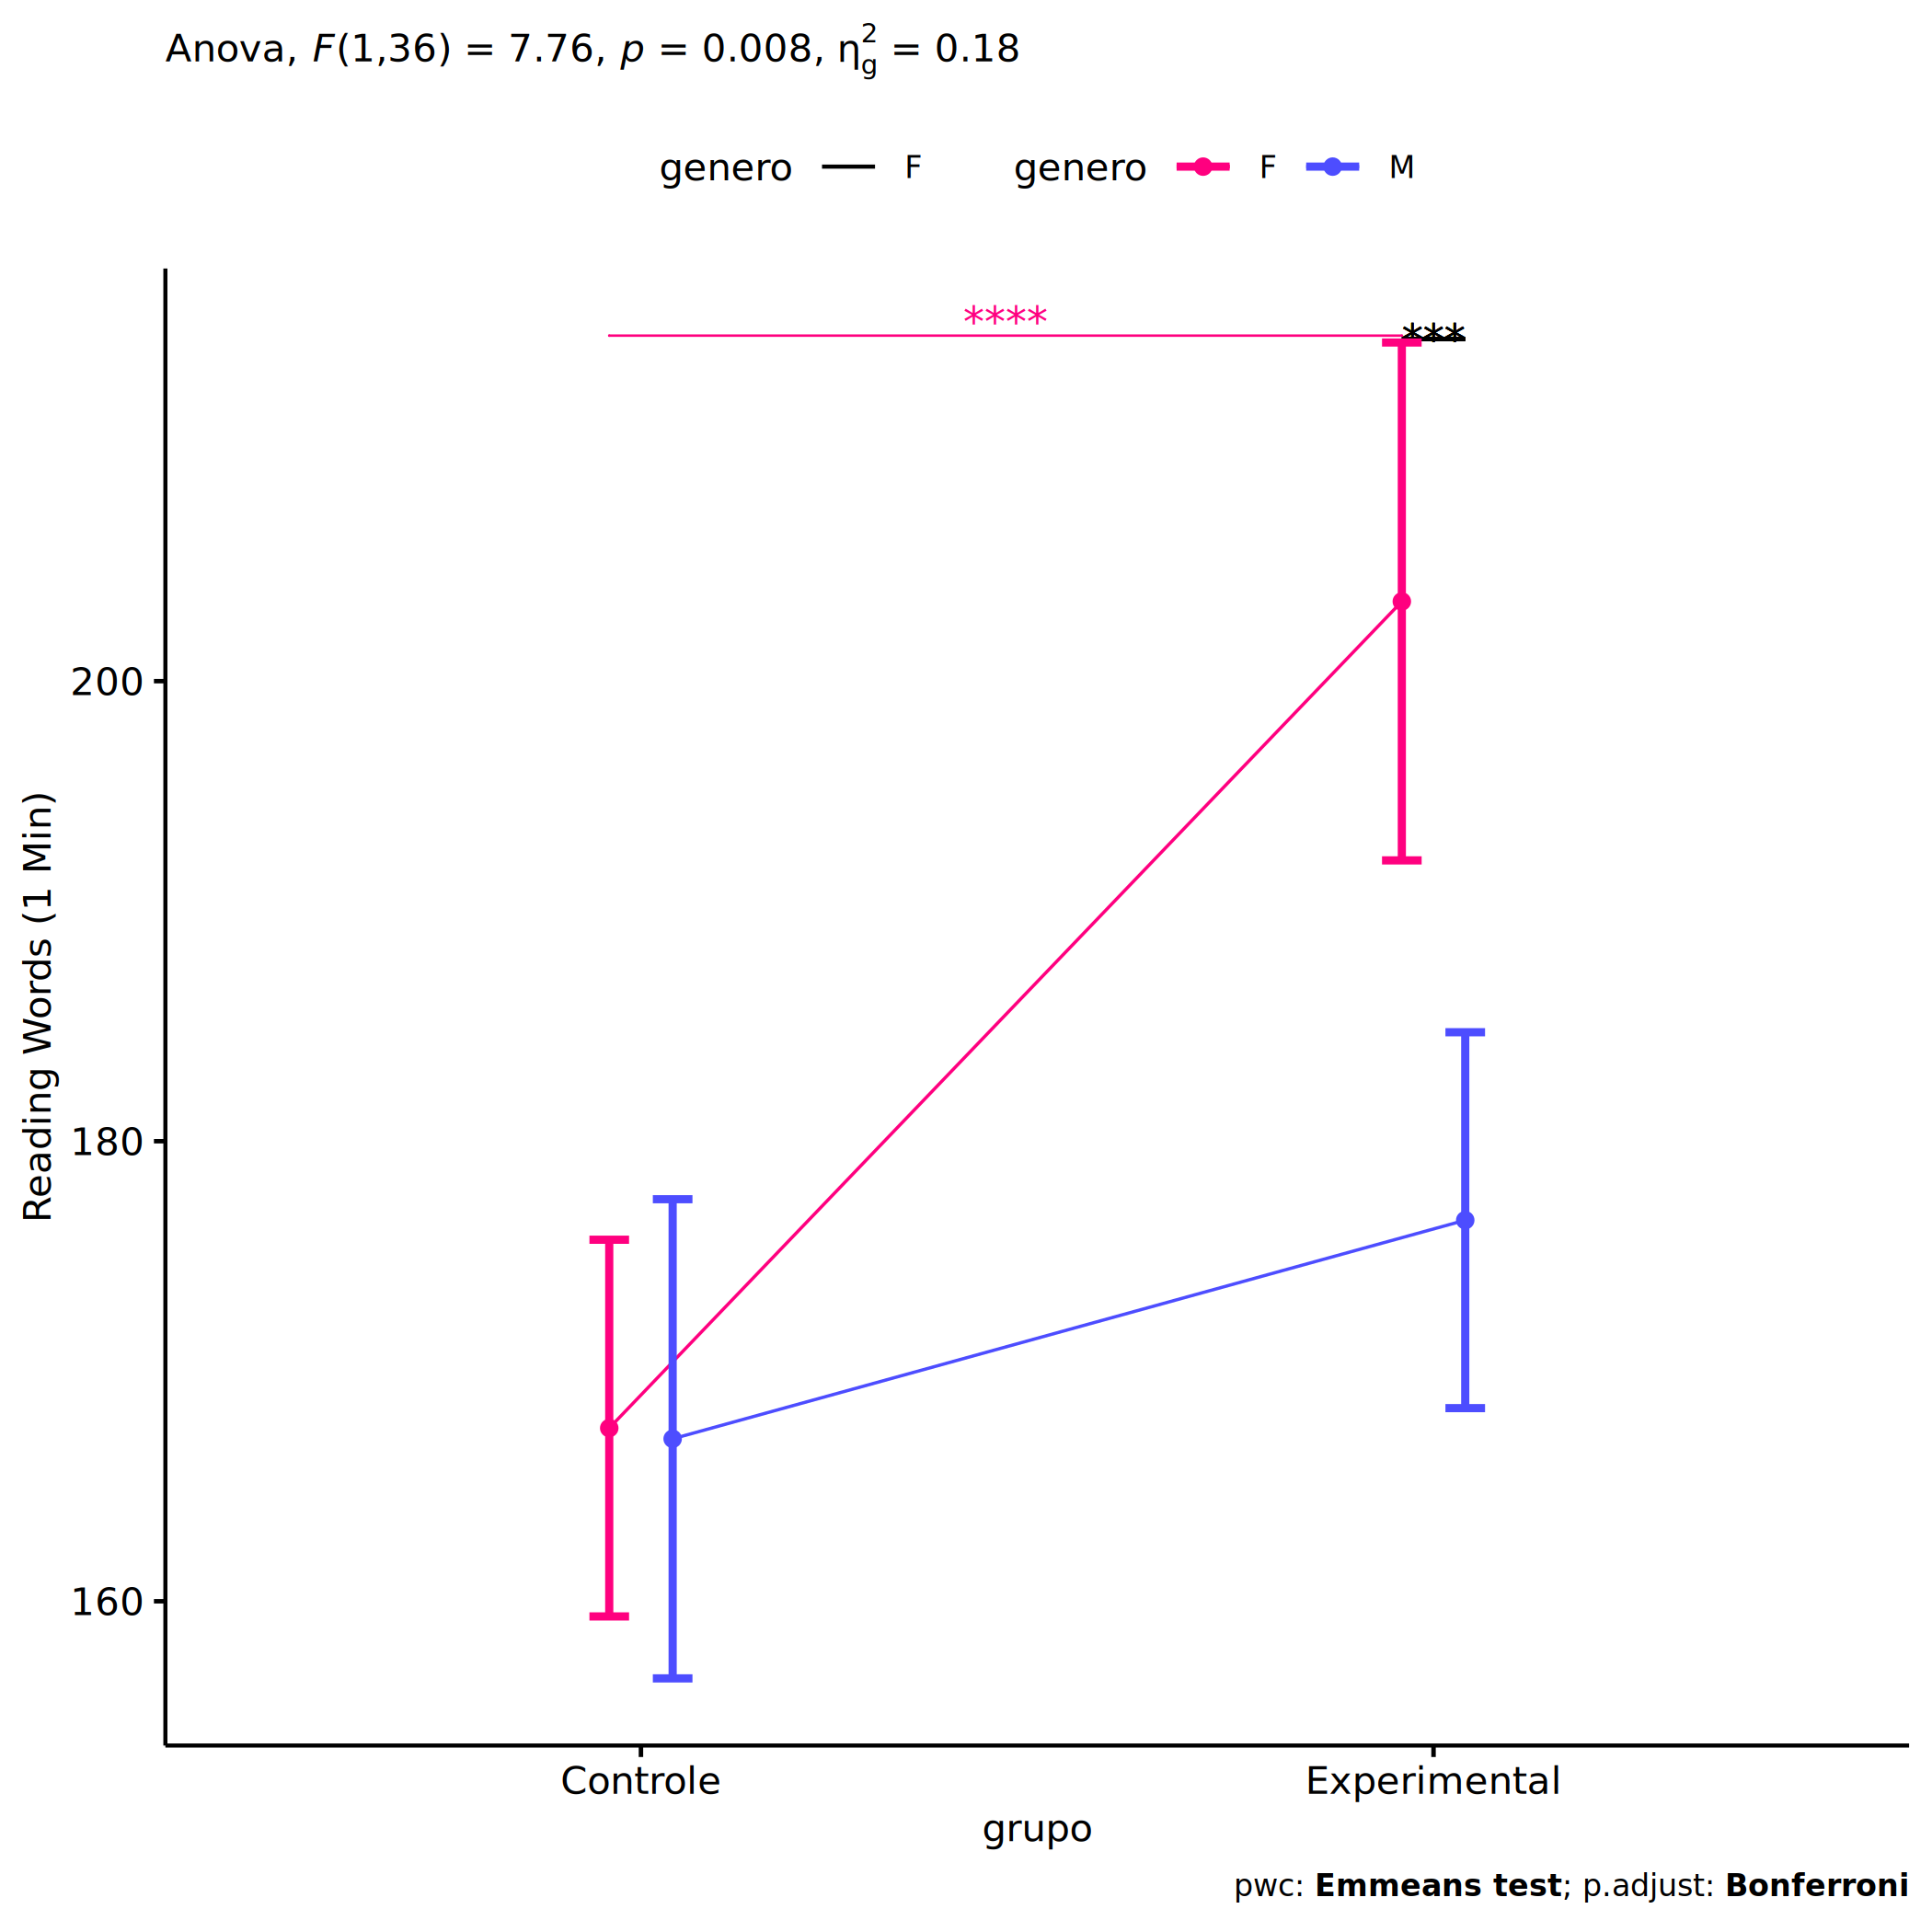 Anova, F(1,36) = 7.76, p = 0.008, η²g = 0.18
genero F genero F M
****
***
200
180
160
Reading Words (1 Min)
Controle Experimental
grupo
pwc: Emmeans test; p.adjust: Bonferroni